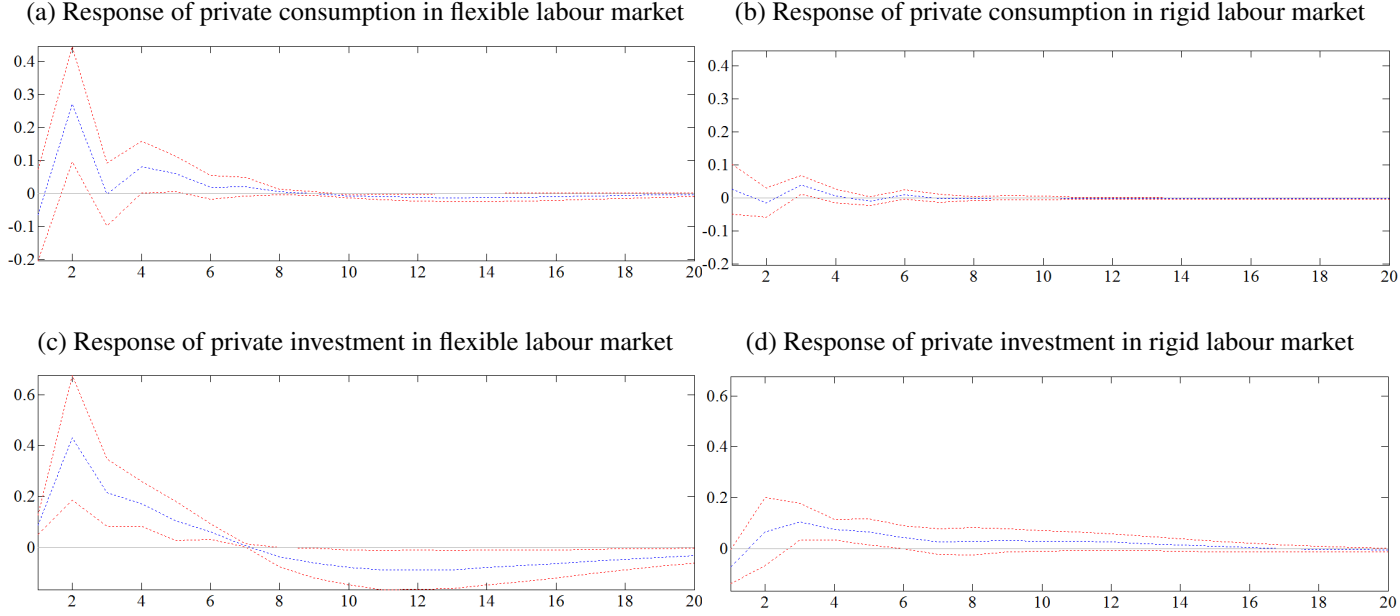 (a) Response of private consumption in flexible labour market
(b) Response of private consumption in rigid labour market
0.4
0.3
0.2
0.1
0
-0.1
-0.2
2 4 6 8 10 12 14 16 18 20
0.4
0.3
0.2
0.1
0
-0.1
-0.2
2 4 6 8 10 12 14 16 18 20
(c) Response of private investment in flexible labour market
(d) Response of private investment in rigid labour market
0.6
0.4
0.2
0
2 4 6 8 10 12 14 16 18 20
0.6
0.4
0.2
0
2 4 6 8 10 12 14 16 18 20